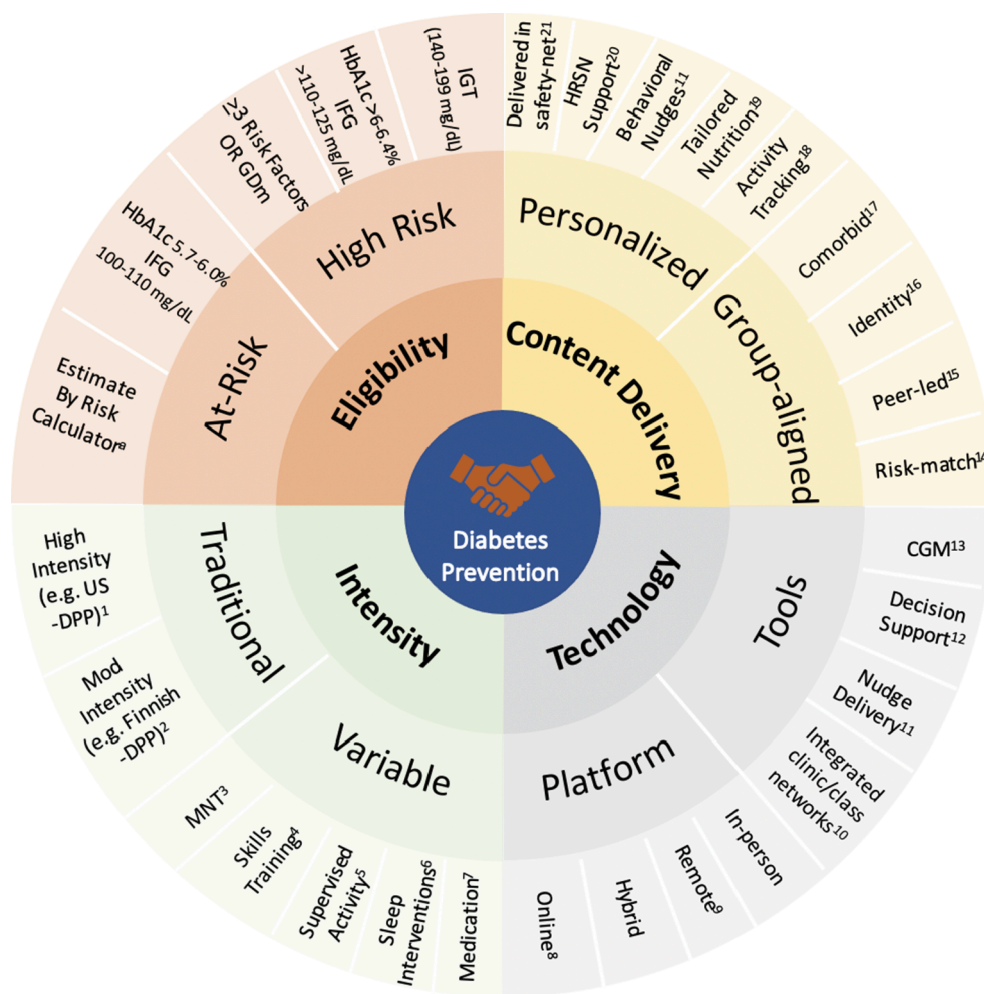 Diabetes
Prevention
Eligibility
High Risk
IGT
(140-199 mg/dL)
HbA1c >6-6.4%
IFG
>110-125 mg/dL
≥3 Risk Factors
OR GDm
At-Risk
HbA1c 5.7-6.0%
IFG
100-110 mg/dL
Estimate
By Risk
Calculatorᵃ
Content Delivery
Personalized
Delivered in
safety-net²¹
HRSN
Support²⁰
Behavioral
Nudges¹¹
Tailored
Nutrition¹⁹
Activity
Tracking¹⁸
Group-aligned
Comorbid¹⁷
Identity¹⁶
Peer-led¹⁵
Risk-match¹⁴
Technology
Tools
CGM¹³
Decision
Support¹²
Nudge
Delivery¹¹
Integrated
clinic/class
networks¹⁰
Platform
In-person
Remote⁹
Hybrid
Online⁸
Intensity
Variable
Medication⁷
Sleep
Interventions⁶
Supervised
Activity⁵
Skills
Training⁴
MNT³
Traditional
Mod
Intensity
(e.g. Finnish
-DPP)²
High
Intensity
(e.g. US
-DPP)¹